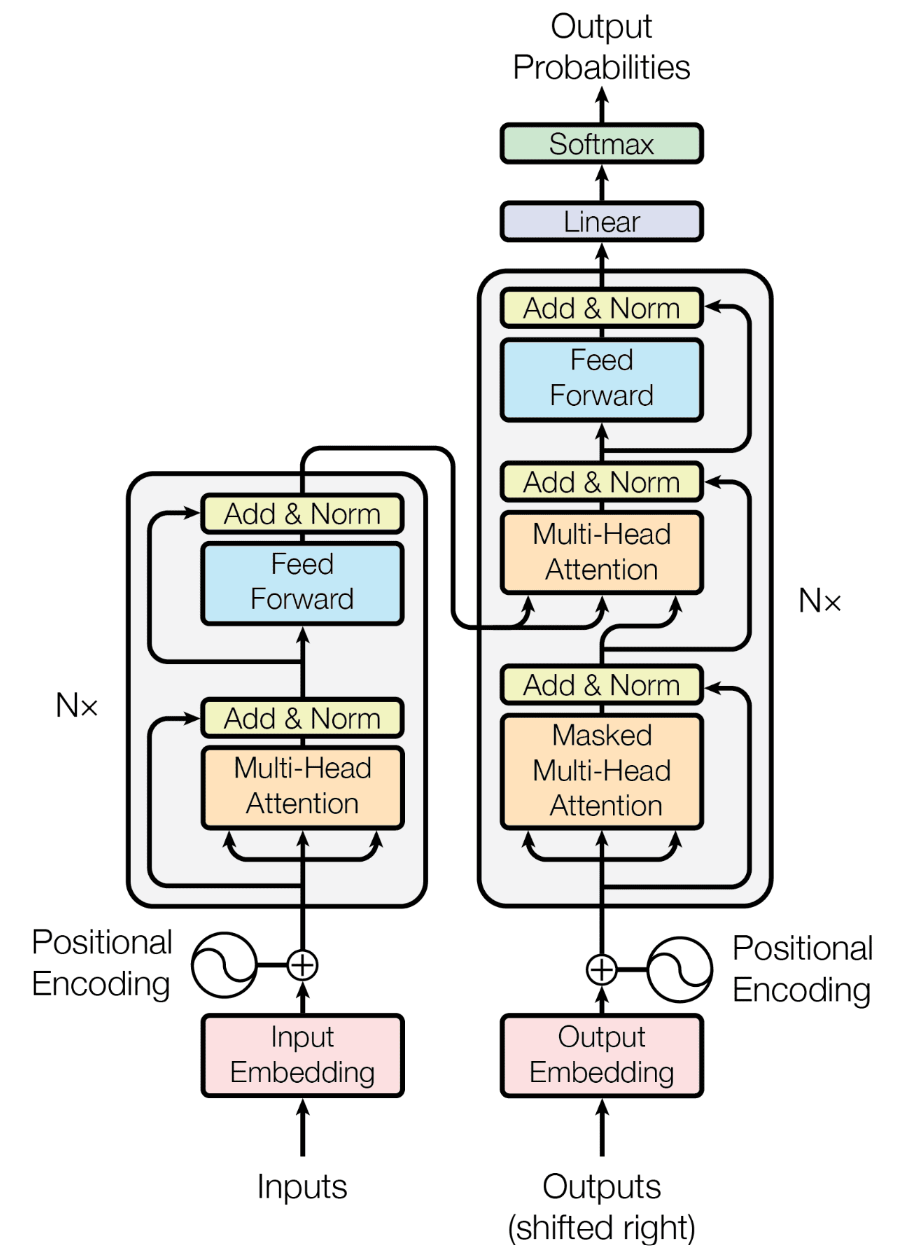 Output
Probabilities
Softmax
Linear
Add & Norm
Feed
Forward
Add & Norm
Multi-Head
Attention
Nx
Add & Norm
Masked
Multi-Head
Attention
Add & Norm
Feed
Forward
Nx
Add & Norm
Multi-Head
Attention
Positional
Encoding
Positional
Encoding
Input
Embedding
Output
Embedding
Inputs
Outputs
(shifted right)